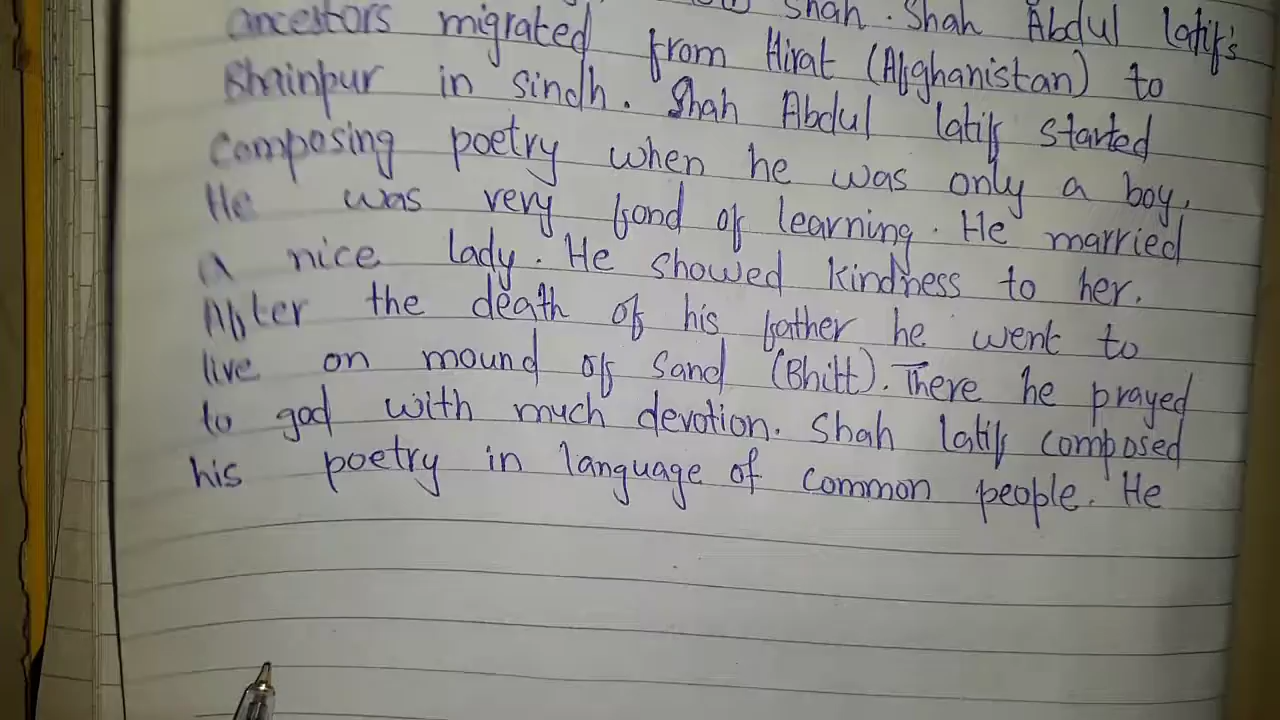 Shah. Shah Abdul latif's
ancestors migrated from Hirat (Afghanistan) to
Bhainpur in sindh. Shah Abdul latif started
composing poetry when he was only a boy.
He was very fond of learning. He married
a nice lady. He showed kindness to her.
After the death of his father he went to
live on mound of Sand (Bhitt). There he prayed
to god with much devotion. Shah latif composed
his poetry in language of common people. He